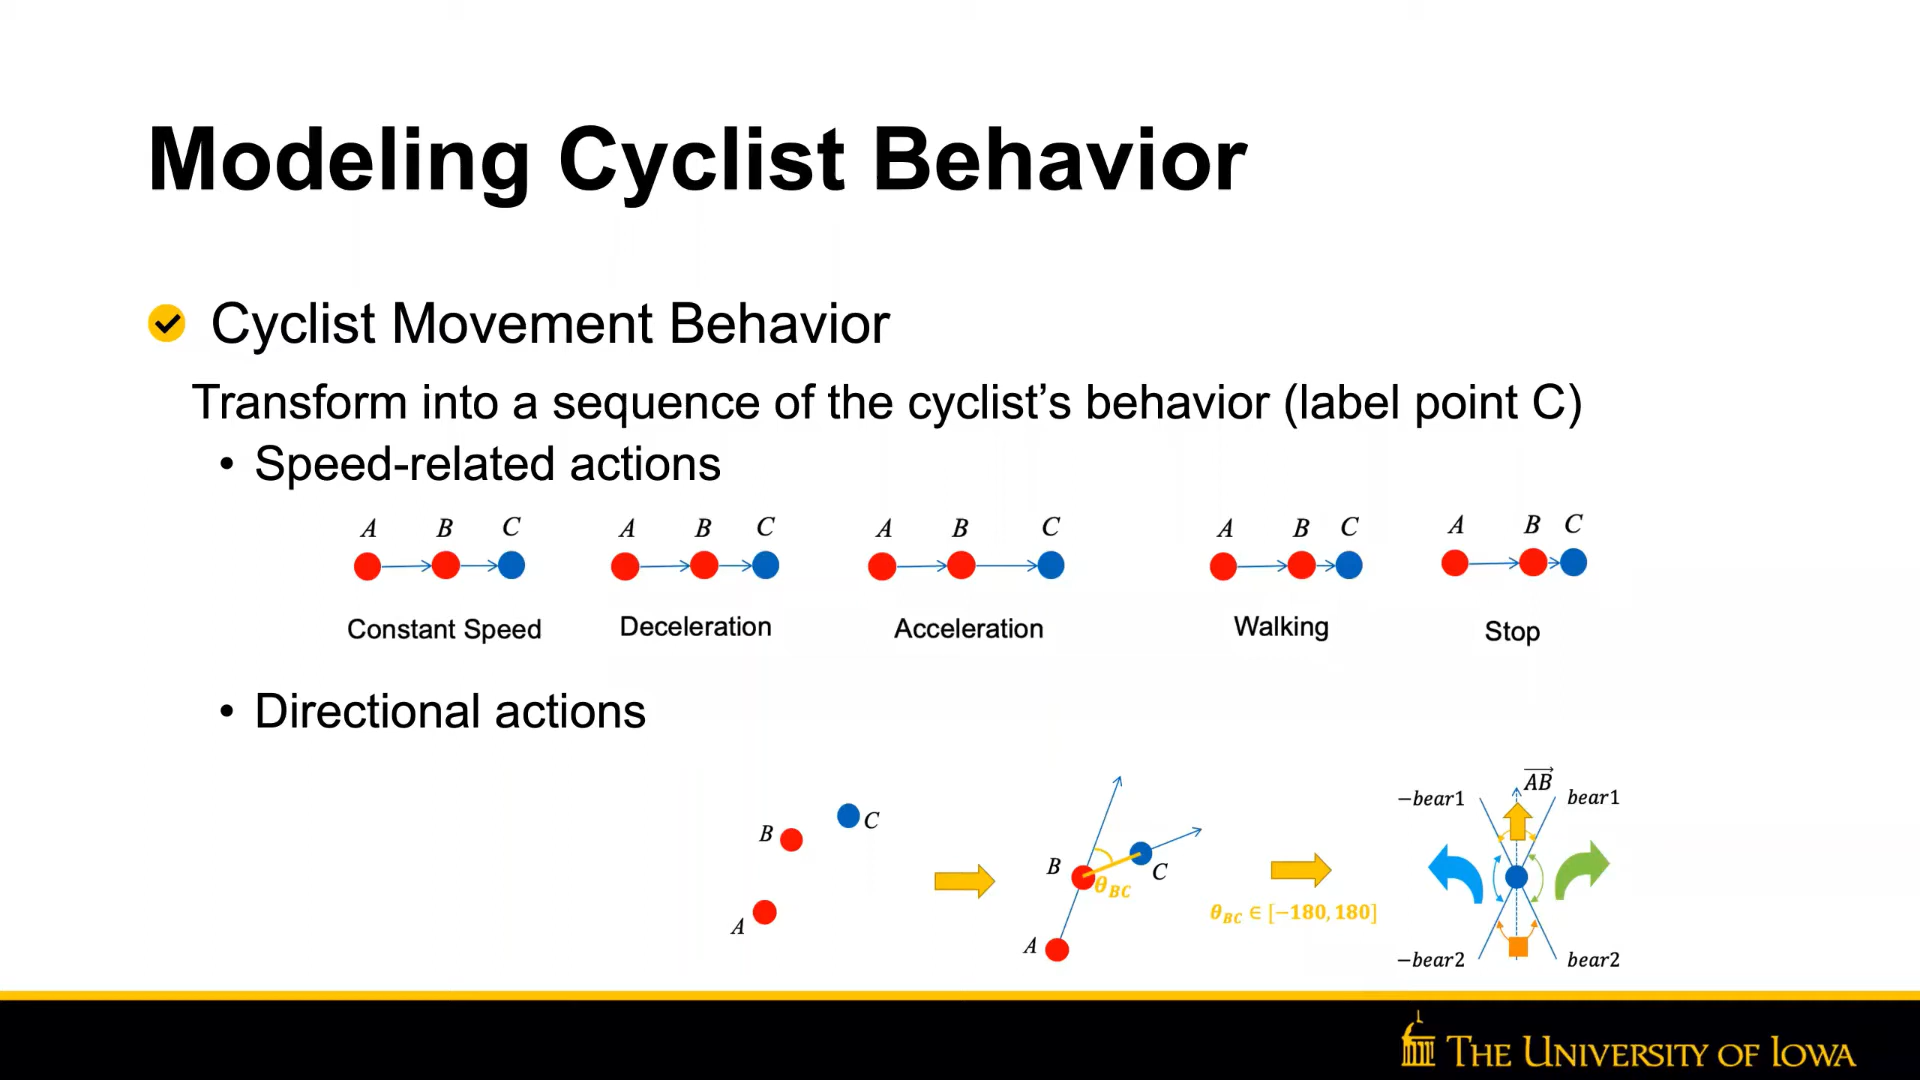 Modeling Cyclist Behavior
Cyclist Movement Behavior
Transform into a sequence of the cyclist’s behavior (label point C)
• Speed-related actions
A B C A B C A B C A B C A B C
Constant Speed Deceleration Acceleration Walking Stop
• Directional actions
B C
A
B C
θBC
A
θBC ∈ [−180, 180]
AB
−bear1 bear1
−bear2 bear2
THE UNIVERSITY OF IOWA